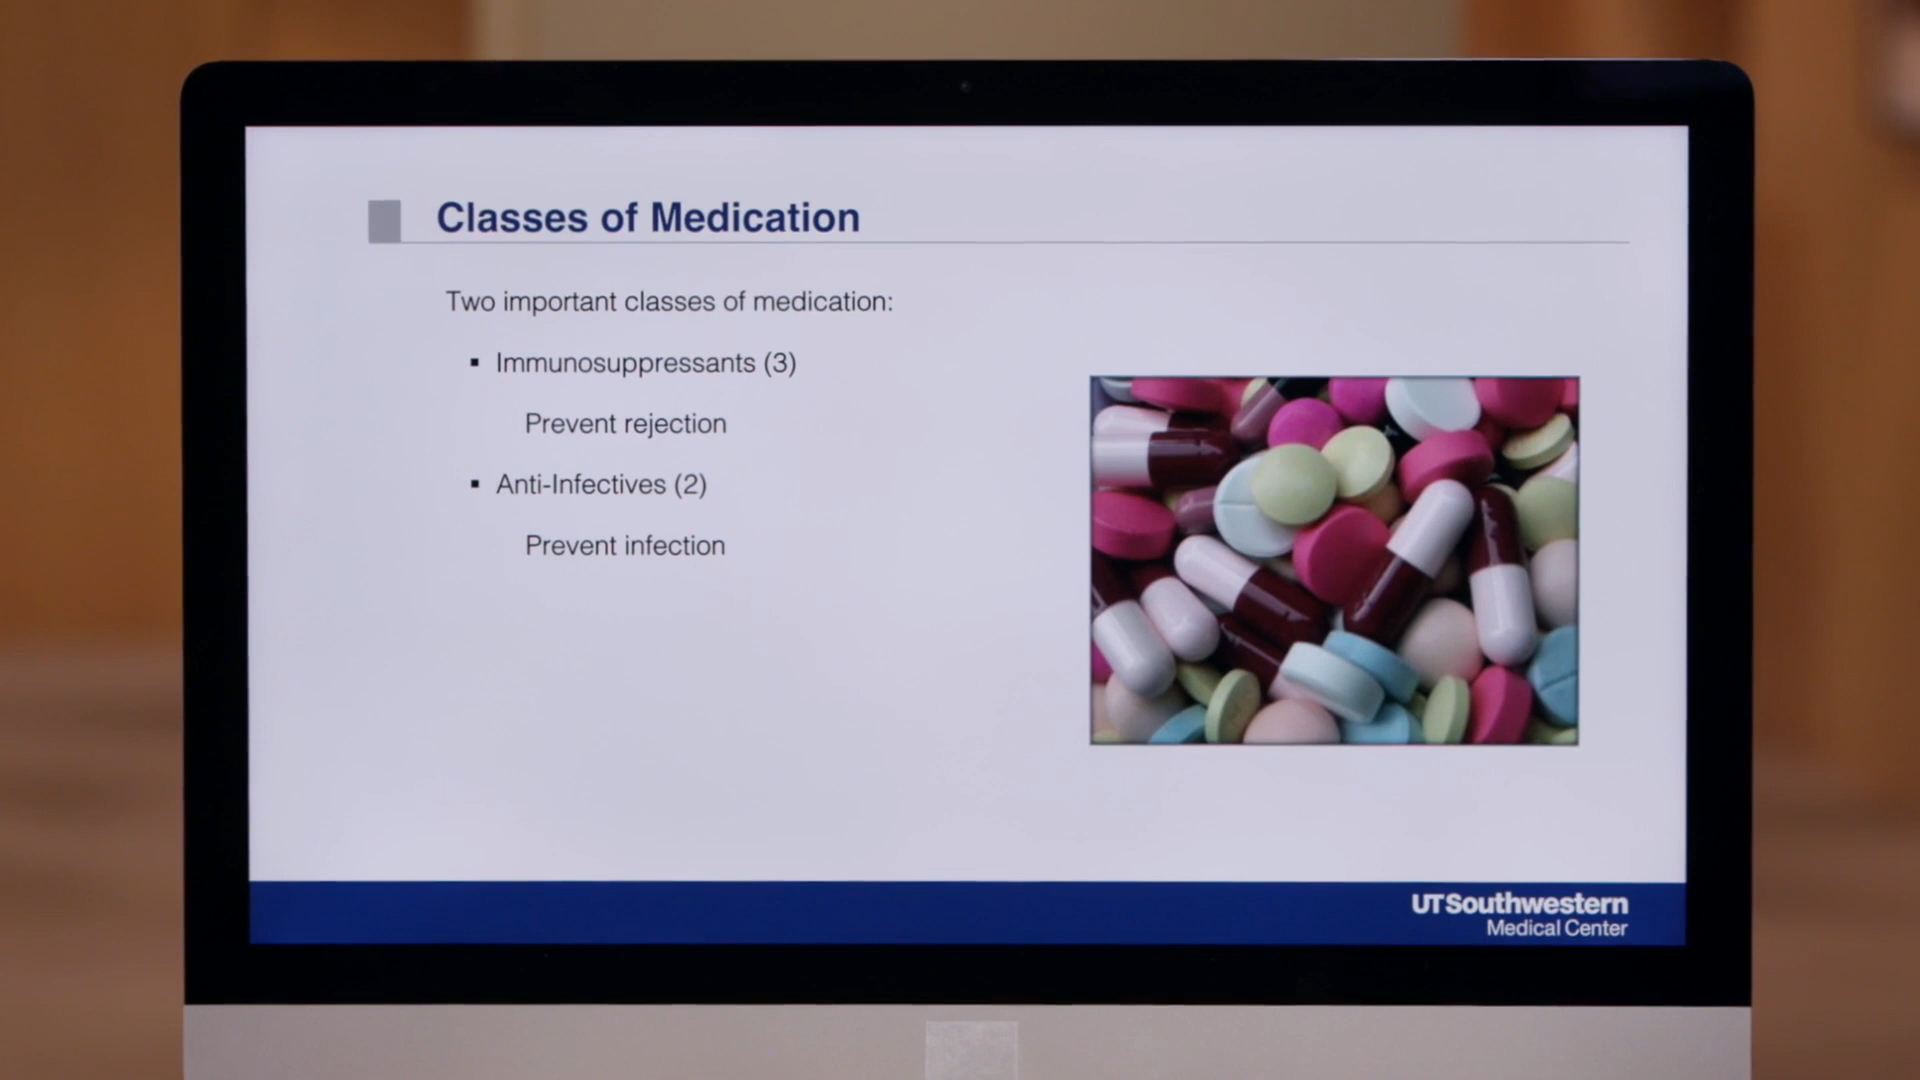 Classes of Medication
Two important classes of medication:
▪ Immunosuppressants (3)
Prevent rejection
▪ Anti-Infectives (2)
Prevent infection
UTSouthwestern
Medical Center